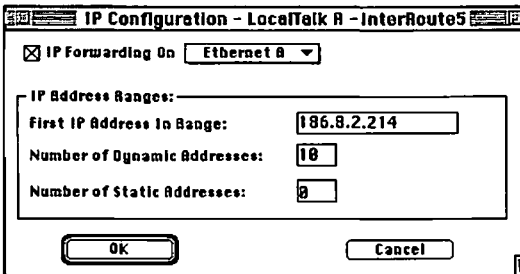 IP Configuration - LocalTalk A - InterRoute5
IP Forwarding On Ethernet A
IP Address Ranges:
First IP Address In Range: 186.8.2.214
Number of Dynamic Addresses: 10
Number of Static Addresses: 0
OK Cancel